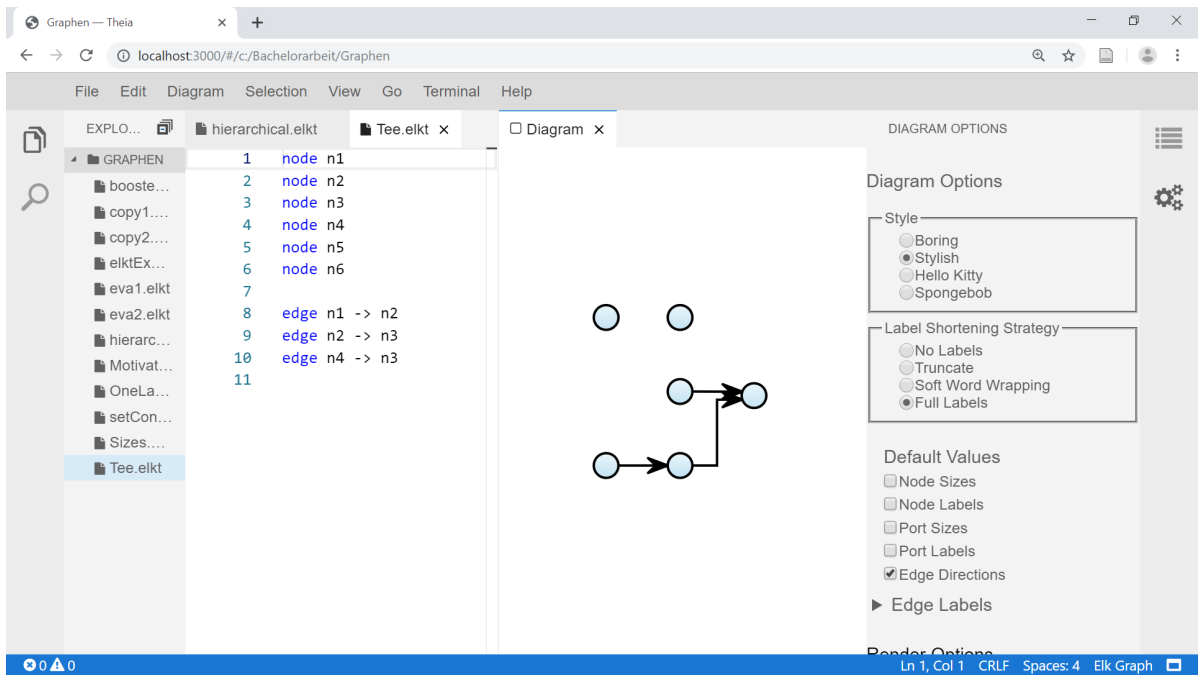 Graphen — Theia
localhost:3000/#/c:/Bachelorarbeit/Graphen
File Edit Diagram Selection View Go Terminal Help
EXPLO...
GRAPHEN
booste...
copy1....
copy2....
elktEx...
eva1.elkt
eva2.elkt
hierarc...
Motivat...
OneLa...
setCon...
Sizes....
Tee.elkt
hierarchical.elkt
Tee.elkt
1 node n1
2 node n2
3 node n3
4 node n4
5 node n5
6 node n6
7
8 edge n1 -> n2
9 edge n2 -> n3
10 edge n4 -> n3
11
Diagram
DIAGRAM OPTIONS
Diagram Options
Style
Boring
Stylish
Hello Kitty
Spongebob
Label Shortening Strategy
No Labels
Truncate
Soft Word Wrapping
Full Labels
Default Values
Node Sizes
Node Labels
Port Sizes
Port Labels
Edge Directions
Edge Labels
Render Options
0 0
Ln 1, Col 1 CRLF Spaces: 4 Elk Graph